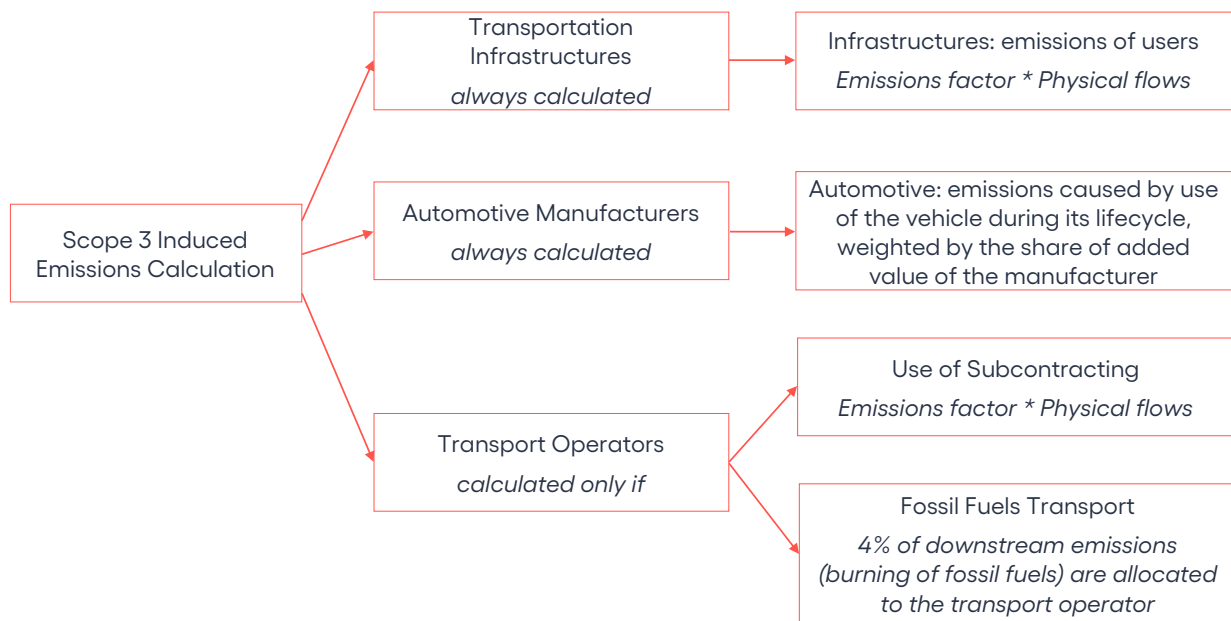 Transportation
Infrastructures
always calculated
Infrastructures: emissions of users
Emissions factor * Physical flows
Scope 3 Induced
Emissions Calculation
Automotive Manufacturers
always calculated
Automotive: emissions caused by use
of the vehicle during its lifecycle,
weighted by the share of added
value of the manufacturer
Transport Operators
calculated only if
Use of Subcontracting
Emissions factor * Physical flows
Fossil Fuels Transport
4% of downstream emissions
(burning of fossil fuels) are allocated
to the transport operator